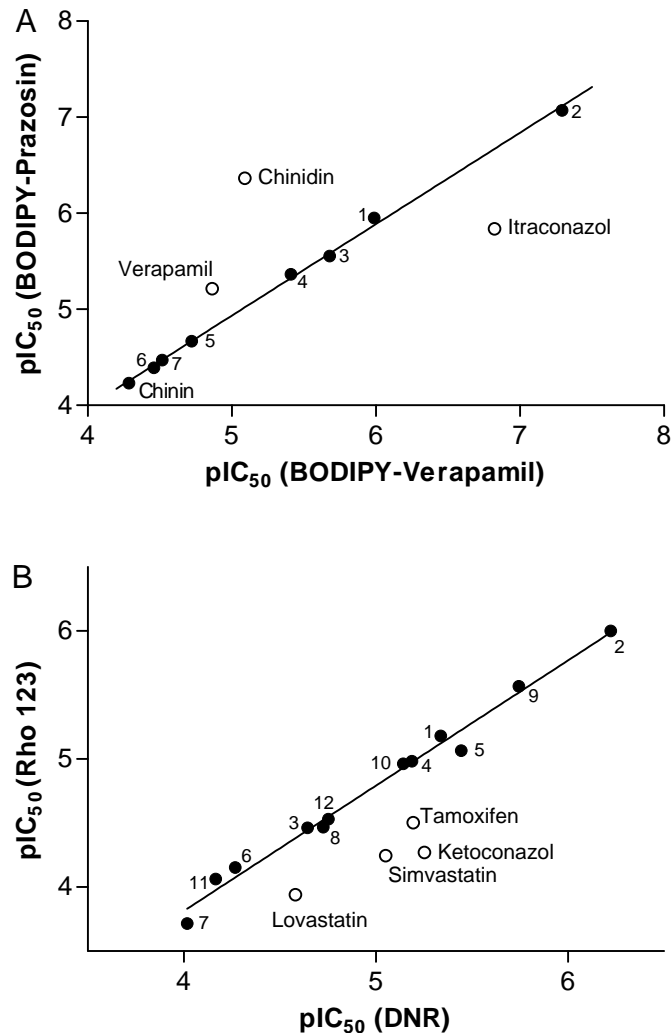 A
8
7
6
5
4
pIC50 (BODIPY-Prazosin)
2
Chinidin
1
Itraconazol
3
Verapamil
4
5
6
7
Chinin
4 5 6 7 8
pIC50 (BODIPY-Verapamil)
B
6
5
4
pIC50 (Rho 123)
2
9
1
5
10 4
12
Tamoxifen
3
8
Ketoconazol
6
Simvastatin
11
Lovastatin
7
4 5 6
pIC50 (DNR)